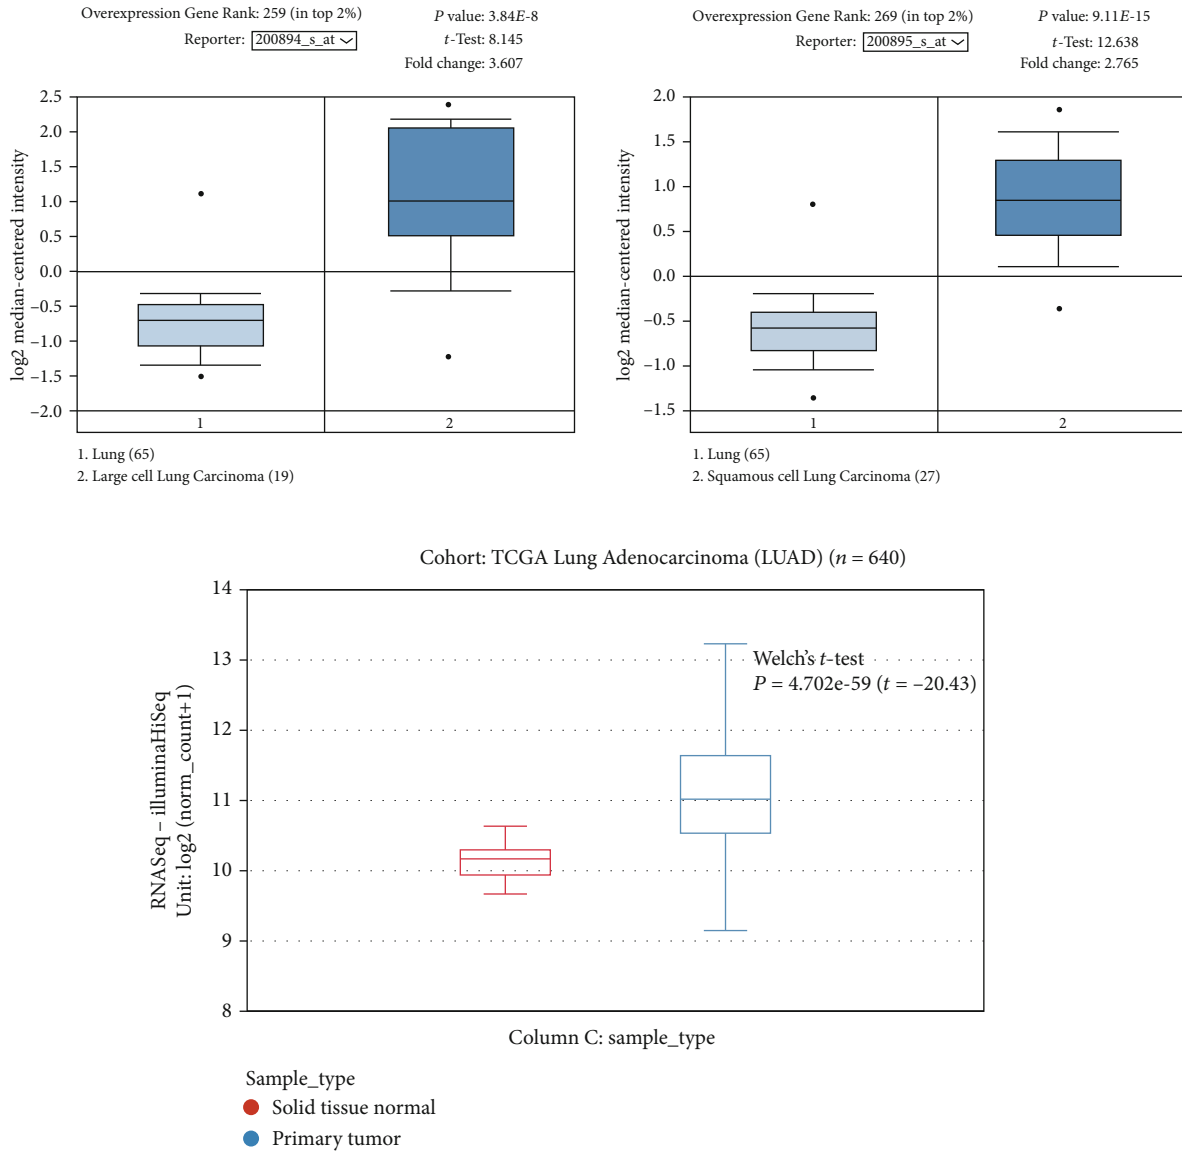 Overexpression Gene Rank: 259 (in top 2%)
P value: 3.84E-8
Reporter: 200894_s_at
t-Test: 8.145
Fold change: 3.607
2.5
2.0
1.5
1.0
0.5
0.0
–0.5
–1.0
–1.5
–2.0
log2 median-centered intensity
1
2
1. Lung (65)
2. Large cell Lung Carcinoma (19)
Overexpression Gene Rank: 269 (in top 2%)
P value: 9.11E-15
Reporter: 200895_s_at
t-Test: 12.638
Fold change: 2.765
2.0
1.5
1.0
0.5
0.0
–0.5
–1.0
–1.5
log2 median-centered intensity
1
2
1. Lung (65)
2. Squamous cell Lung Carcinoma (27)
Cohort: TCGA Lung Adenocarcinoma (LUAD) (n = 640)
14
13
12
11
10
9
8
RNASeq – illuminaHiSeq
Unit: log2 (norm_count+1)
Welch's t-test
P = 4.702e-59 (t = –20.43)
Column C: sample_type
Sample_type
Solid tissue normal
Primary tumor